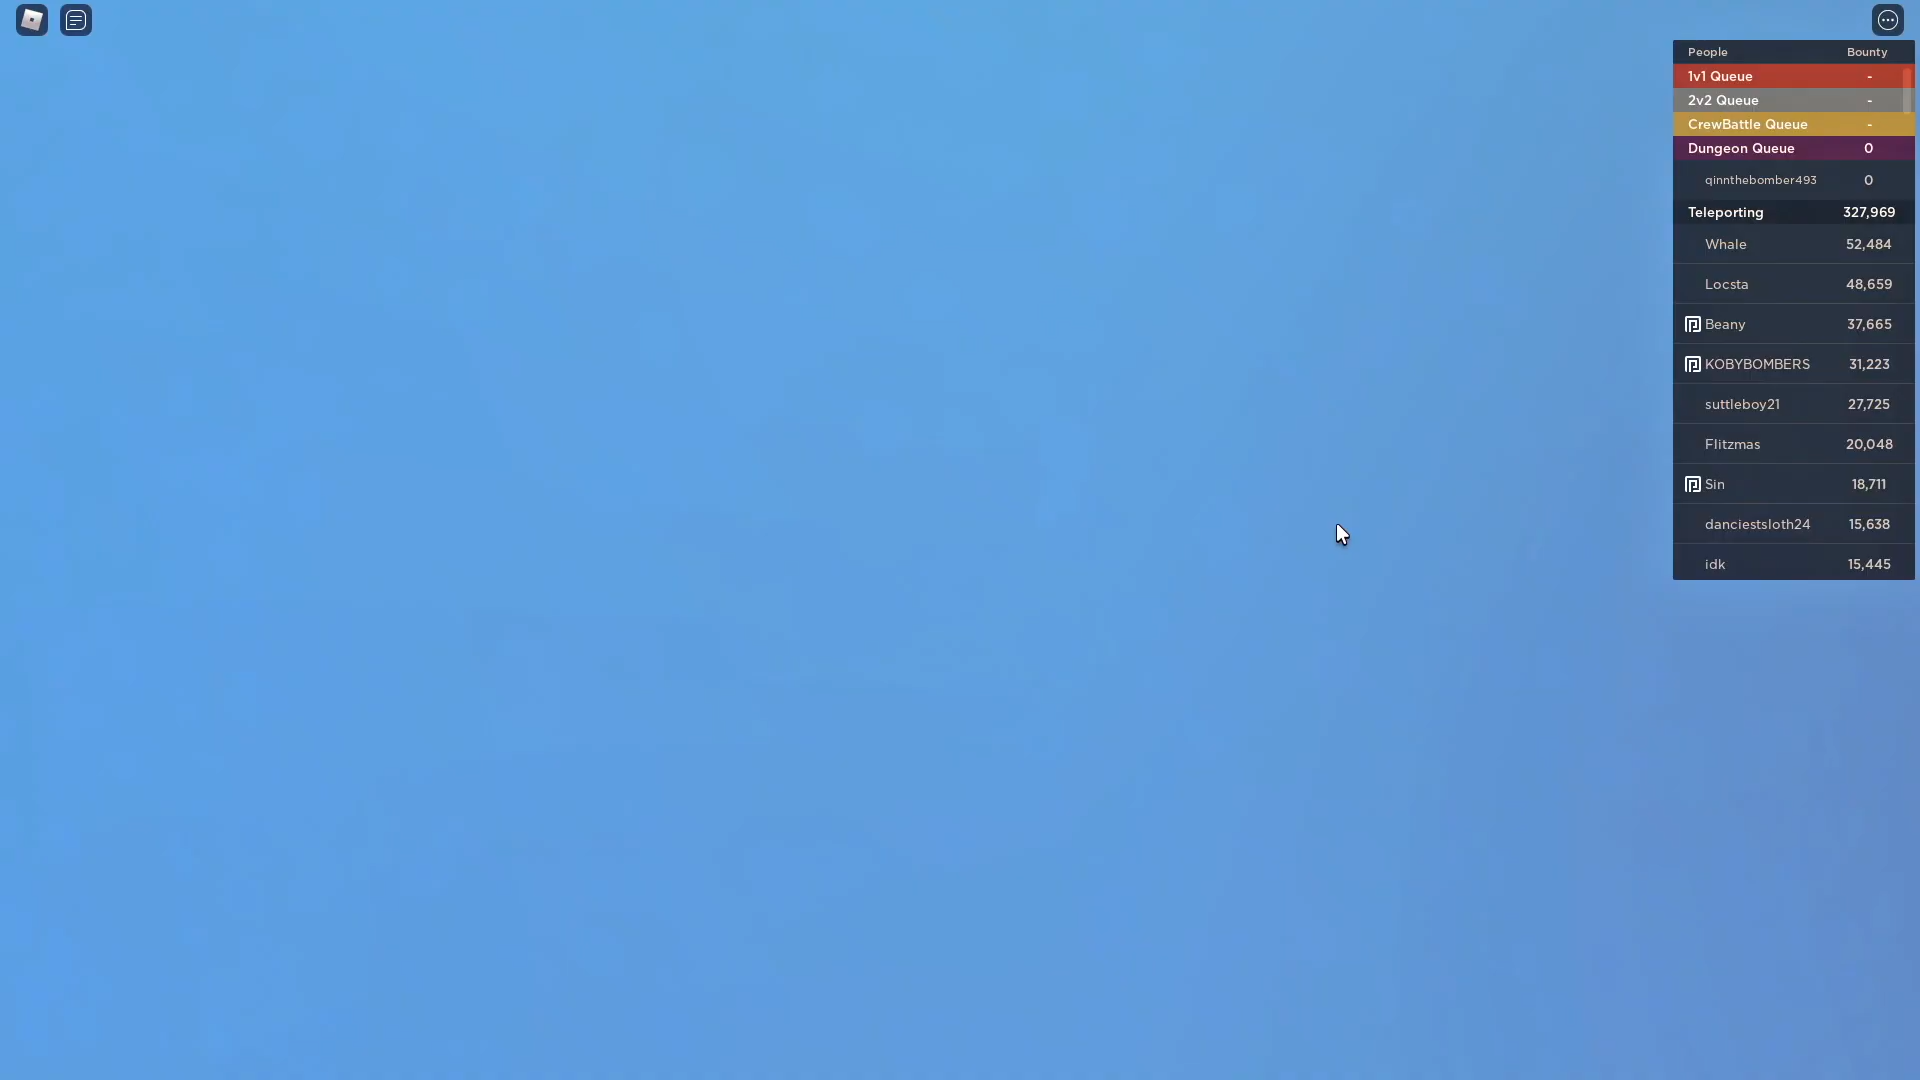 People Bounty
1v1 Queue -
2v2 Queue -
CrewBattle Queue -
Dungeon Queue 0
qinnthebomber493 0
Teleporting 327,969
Whale 52,484
Locsta 48,659
Beany 37,665
KOBYBOMBERS 31,223
suttleboy21 27,725
Flitzmas 20,048
Sin 18,711
danciestsloth24 15,638
idk 15,445